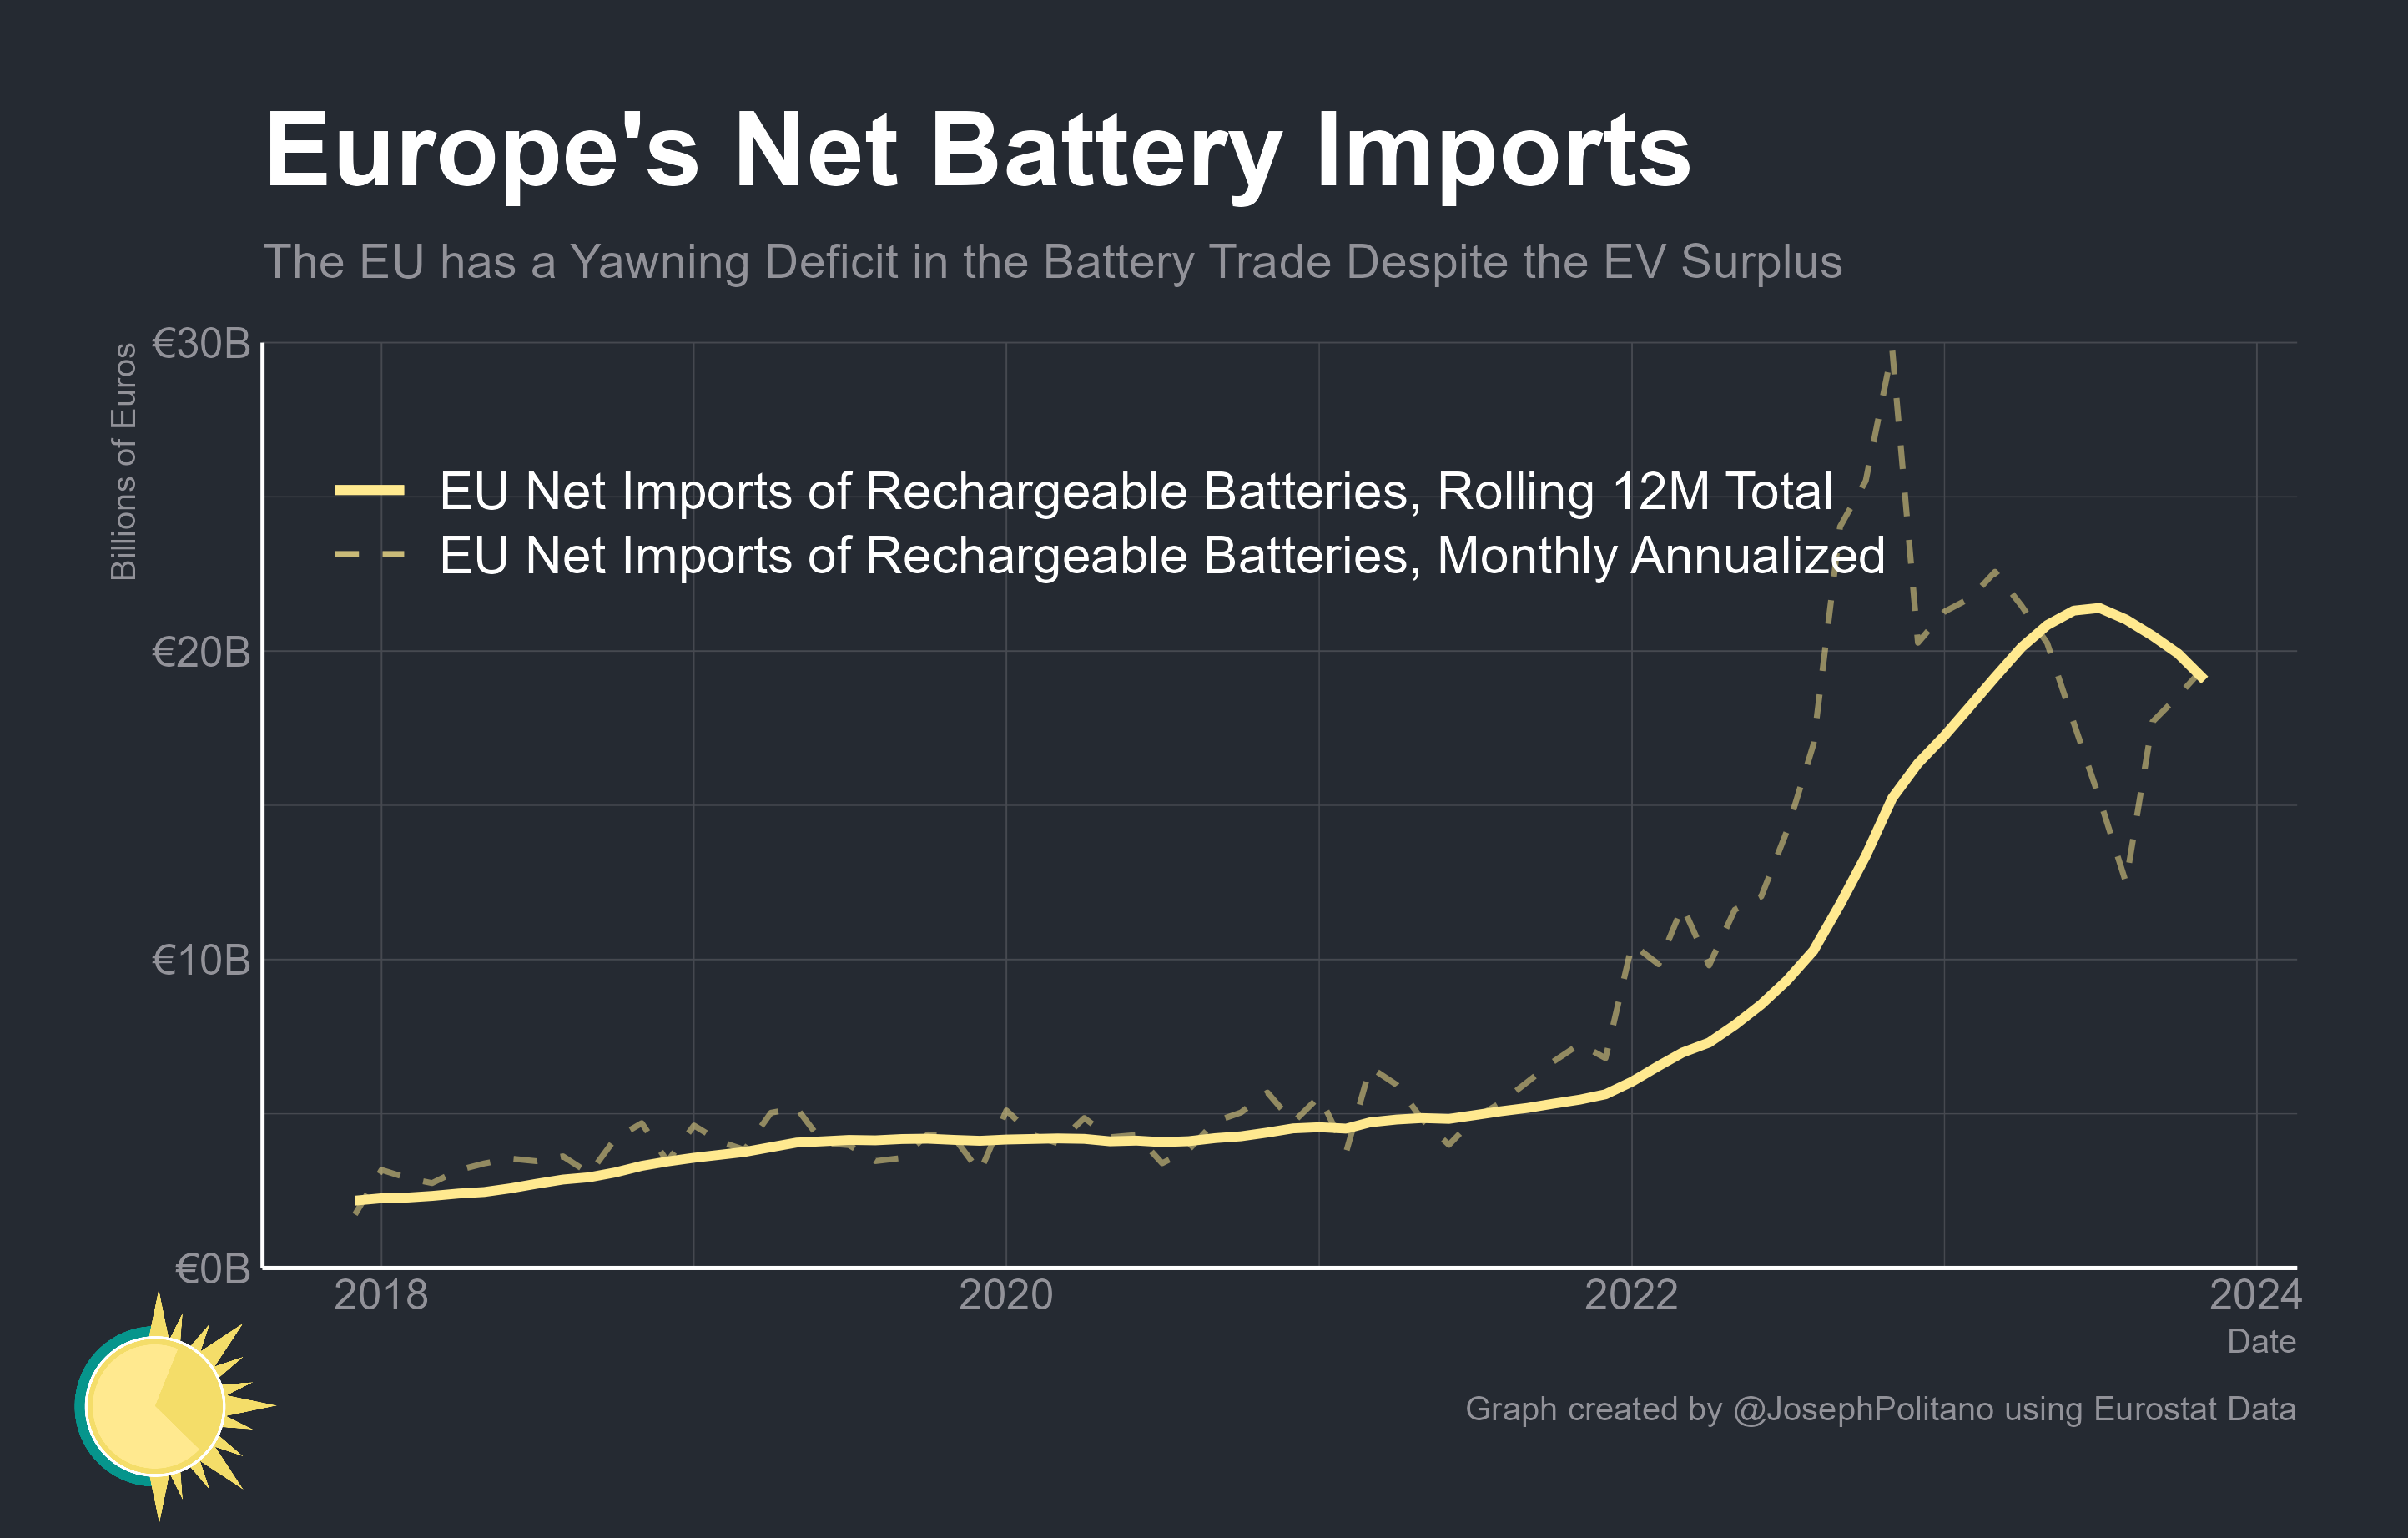 Europe's Net Battery Imports
The EU has a Yawning Deficit in the Battery Trade Despite the EV Surplus
Billions of Euros
€30B
€20B
€10B
€0B
EU Net Imports of Rechargeable Batteries, Rolling 12M Total
EU Net Imports of Rechargeable Batteries, Monthly Annualized
2018
2020
2022
2024
Date
Graph created by @JosephPolitano using Eurostat Data